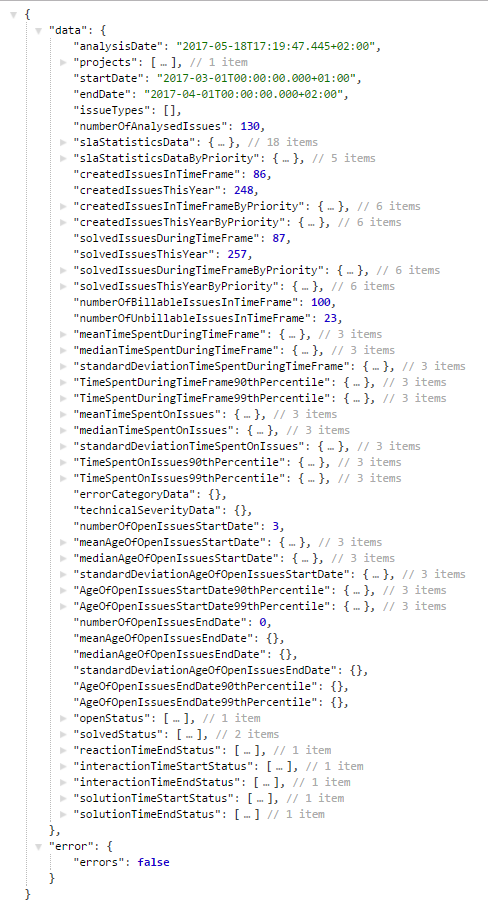 {
"data": {
"analysisDate": "2017-05-18T17:19:47.445+02:00",
"projects": [ … ], // 1 item
"startDate": "2017-03-01T00:00:00.000+01:00",
"endDate": "2017-04-01T00:00:00.000+02:00",
"issueTypes": [],
"numberOfAnalysedIssues": 130,
"slaStatisticsData": { … }, // 18 items
"slaStatisticsDataByPriority": { … }, // 5 items
"createdIssuesInTimeFrame": 86,
"createdIssuesThisYear": 248,
"createdIssuesInTimeFrameByPriority": { … }, // 6 items
"createdIssuesThisYearByPriority": { … }, // 6 items
"solvedIssuesDuringTimeFrame": 87,
"solvedIssuesThisYear": 257,
"solvedIssuesDuringTimeFrameByPriority": { … }, // 6 items
"solvedIssuesThisYearByPriority": { … }, // 6 items
"numberOfBillableIssuesInTimeFrame": 100,
"numberOfUnbillableIssuesInTimeFrame": 23,
"meanTimeSpentDuringTimeFrame": { … }, // 3 items
"medianTimeSpentDuringTimeFrame": { … }, // 3 items
"standardDeviationTimeSpentDuringTimeFrame": { … }, // 3 items
"TimeSpentDuringTimeFrame90thPercentile": { … }, // 3 items
"TimeSpentDuringTimeFrame99thPercentile": { … }, // 3 items
"meanTimeSpentOnIssues": { … }, // 3 items
"medianTimeSpentOnIssues": { … }, // 3 items
"standardDeviationTimeSpentOnIssues": { … }, // 3 items
"TimeSpentOnIssues90thPercentile": { … }, // 3 items
"TimeSpentOnIssues99thPercentile": { … }, // 3 items
"errorCategoryData": {},
"technicalSeverityData": {},
"numberOfOpenIssuesStartDate": 3,
"meanAgeOfOpenIssuesStartDate": { … }, // 3 items
"medianAgeOfOpenIssuesStartDate": { … }, // 3 items
"standardDeviationAgeOfOpenIssuesStartDate": { … }, // 3 items
"AgeOfOpenIssuesStartDate90thPercentile": { … }, // 3 items
"AgeOfOpenIssuesStartDate99thPercentile": { … }, // 3 items
"numberOfOpenIssuesEndDate": 0,
"meanAgeOfOpenIssuesEndDate": {},
"medianAgeOfOpenIssuesEndDate": {},
"standardDeviationAgeOfOpenIssuesEndDate": {},
"AgeOfOpenIssuesEndDate90thPercentile": {},
"AgeOfOpenIssuesEndDate99thPercentile": {},
"openStatus": [ … ], // 1 item
"solvedStatus": [ … ], // 2 items
"reactionTimeEndStatus": [ … ], // 1 item
"interactionTimeStartStatus": [ … ], // 1 item
"interactionTimeEndStatus": [ … ], // 1 item
"solutionTimeStartStatus": [ … ], // 1 item
"solutionTimeEndStatus": [ … ] // 1 item
},
"error": {
"errors": false
}
}